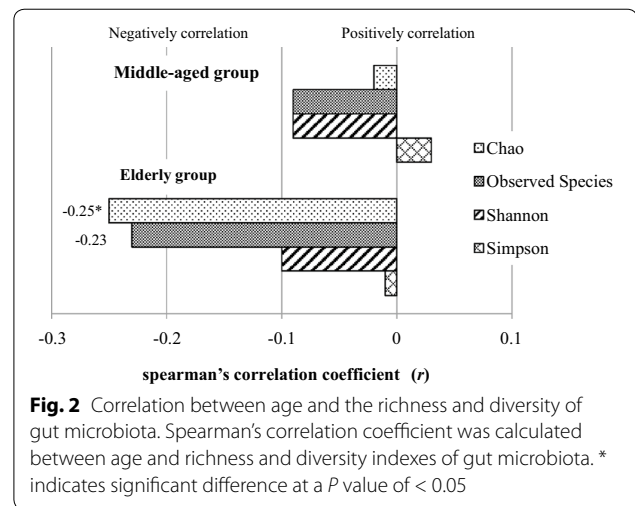 Negatively correlation Positively correlation
Middle-aged group
Chao
Observed Species
Elderly group
Shannon
-0.25*
-0.23
Simpson
-0.3 -0.2 -0.1 0 0.1
spearman's correlation coefficient (r)
Fig. 2 Correlation between age and the richness and diversity of
gut microbiota. Spearman's correlation coefficient was calculated
between age and richness and diversity indexes of gut microbiota. *
indicates significant difference at a P value of < 0.05